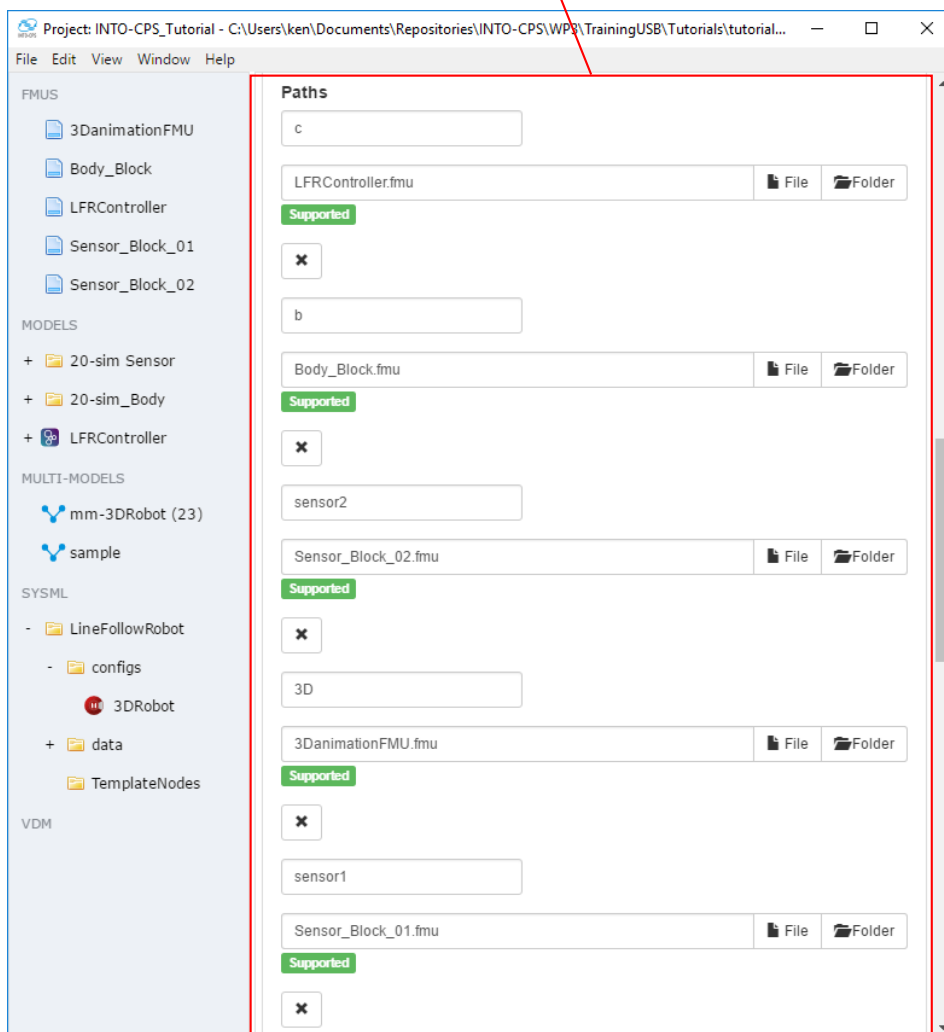 Project: INTO-CPS_Tutorial - C:\Users\ken\Documents\Repositories\INTO-CPS\WP3\TrainingUSB\Tutorials\tutorial...
File Edit View Window Help
FMUS
3DanimationFMU
Body_Block
LFRController
Sensor_Block_01
Sensor_Block_02
MODELS
+ 20-sim Sensor
+ 20-sim_Body
+ LFRController
MULTI-MODELS
mm-3DRobot (23)
sample
SYSML
- LineFollowRobot
- configs
3DRobot
+ data
TemplateNodes
VDM
Paths
c
LFRController.fmu File Folder
Supported
b
Body_Block.fmu File Folder
Supported
sensor2
Sensor_Block_02.fmu File Folder
Supported
3D
3DanimationFMU.fmu File Folder
Supported
sensor1
Sensor_Block_01.fmu File Folder
Supported